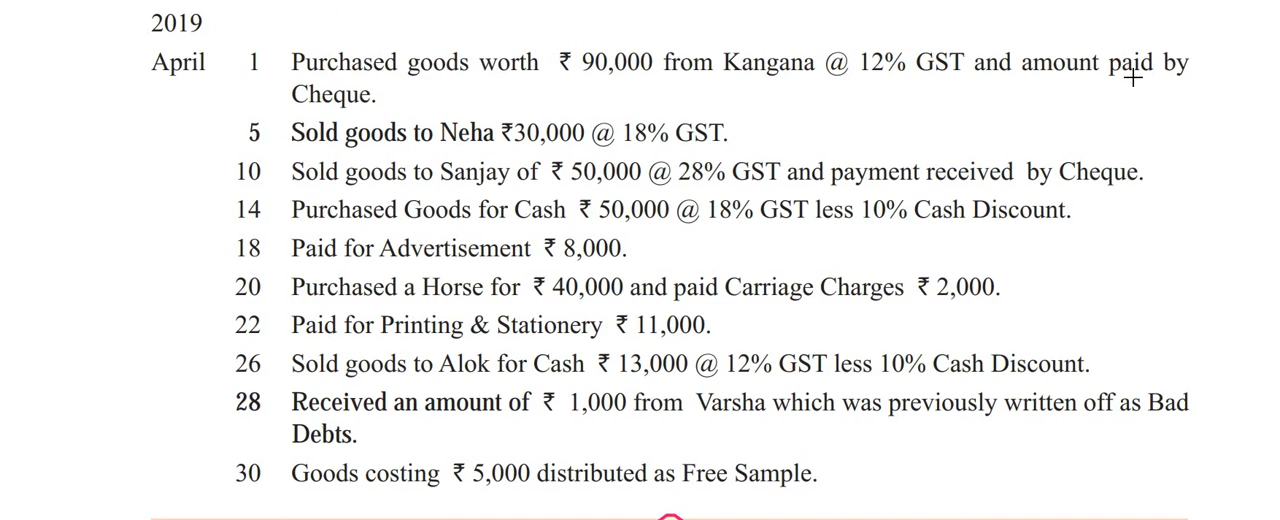 2019
April 1 Purchased goods worth ₹ 90,000 from Kangana @ 12% GST and amount paid by
Cheque.
5 Sold goods to Neha ₹30,000 @ 18% GST.
10 Sold goods to Sanjay of ₹ 50,000 @ 28% GST and payment received by Cheque.
14 Purchased Goods for Cash ₹ 50,000 @ 18% GST less 10% Cash Discount.
18 Paid for Advertisement ₹ 8,000.
20 Purchased a Horse for ₹ 40,000 and paid Carriage Charges ₹ 2,000.
22 Paid for Printing & Stationery ₹ 11,000.
26 Sold goods to Alok for Cash ₹ 13,000 @ 12% GST less 10% Cash Discount.
28 Received an amount of ₹ 1,000 from Varsha which was previously written off as Bad
Debts.
30 Goods costing ₹ 5,000 distributed as Free Sample.